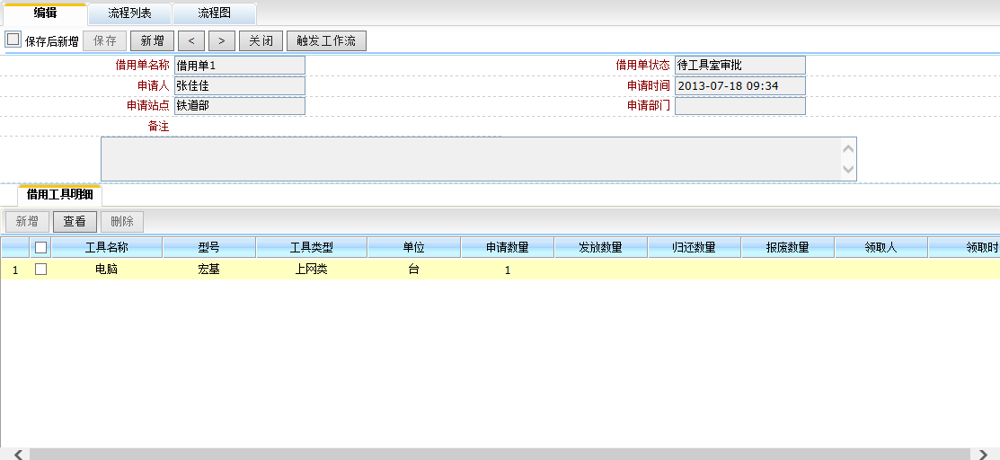 编辑 流程列表 流程图
保存后新增 保存 新增 < > 关闭 触发工作流
借用单名称 借用单1 借用单状态 待工具室审批
申请人 张佳佳 申请时间 2013-07-18 09:34
申请站点 铁道部 申请部门
备注
借用工具明细
新增 查看 删除
工具名称 型号 工具类型 单位 申请数量 发放数量 归还数量 报废数量 领取人 领取时
1 电脑 宏基 上网类 台 1